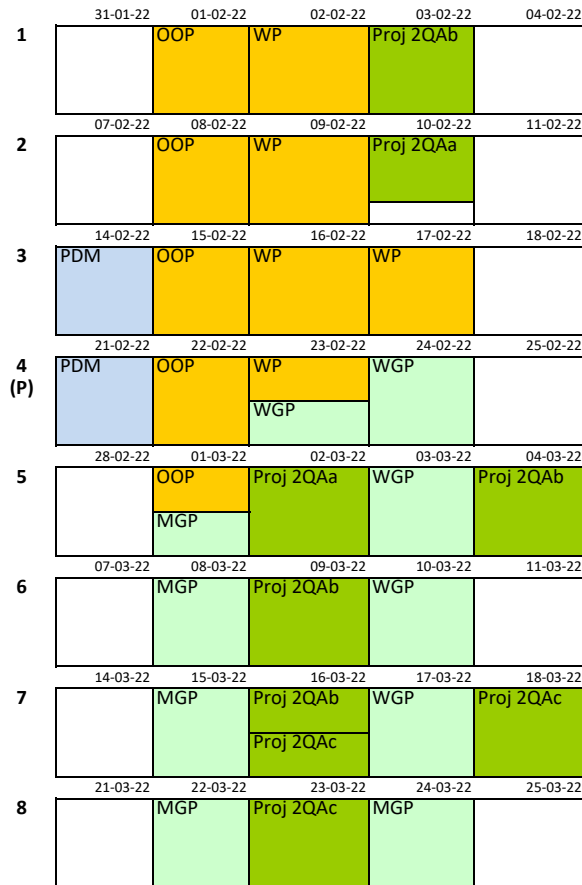 31-01-22 01-02-22 02-02-22 03-02-22 04-02-22
1 OOP WP Proj 2QAb
07-02-22 08-02-22 09-02-22 10-02-22 11-02-22
2 OOP WP Proj 2QAa
14-02-22 15-02-22 16-02-22 17-02-22 18-02-22
3 PDM OOP WP WP
21-02-22 22-02-22 23-02-22 24-02-22 25-02-22
4 PDM OOP WP WGP
(P)
WGP
28-02-22 01-03-22 02-03-22 03-03-22 04-03-22
5 OOP Proj 2QAa WGP Proj 2QAb
MGP
07-03-22 08-03-22 09-03-22 10-03-22 11-03-22
6 MGP Proj 2QAb WGP
14-03-22 15-03-22 16-03-22 17-03-22 18-03-22
7 MGP Proj 2QAb WGP Proj 2QAc
Proj 2QAc
21-03-22 22-03-22 23-03-22 24-03-22 25-03-22
8 MGP Proj 2QAc MGP